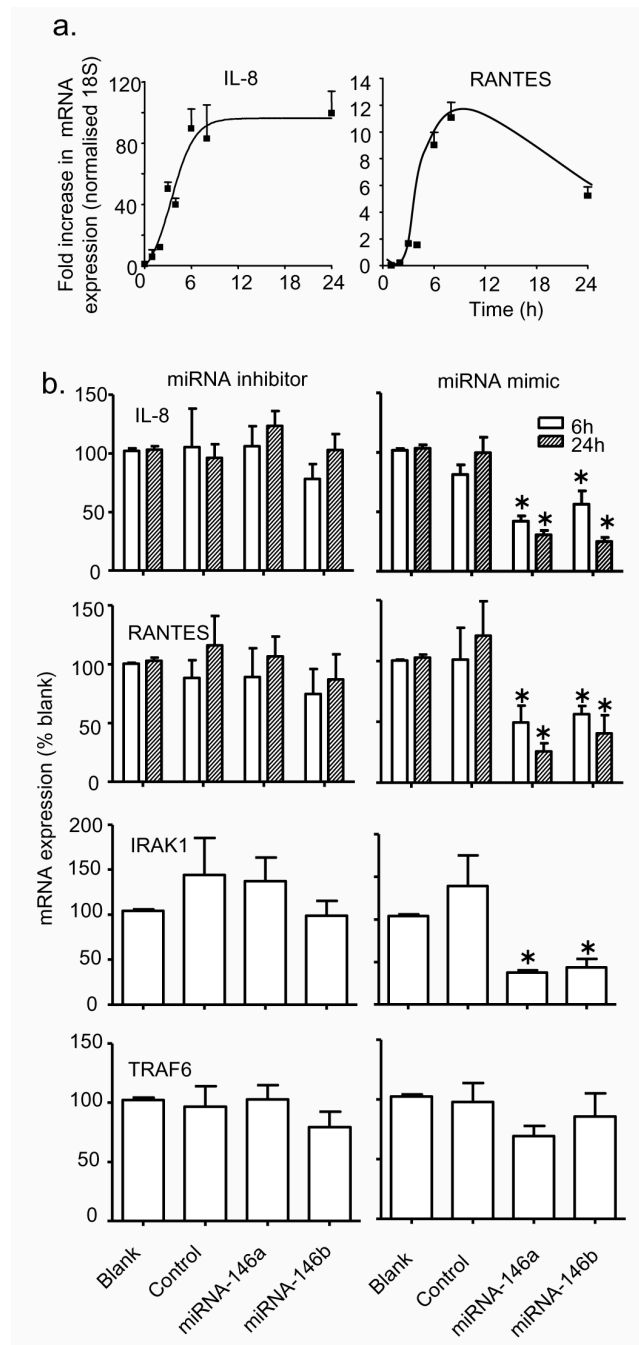 a.
IL-8
RANTES
Fold increase in mRNA
expression (normalised 18S)
120
80
40
0
0 6 12 18 24
14
12
10
8
6
4
2
0
0 6 12 18 24
Time (h)
b.
miRNA inhibitor
miRNA mimic
mRNA expression (% blank)
150
100
50
0
IL-8
6h
24h
* * * *
150
100
50
0
RANTES
* * * *
200
150
100
50
0
IRAK1
* *
150
100
50
0
TRAF6
Blank Control miRNA-146a miRNA-146b
Blank Control miRNA-146a miRNA-146b